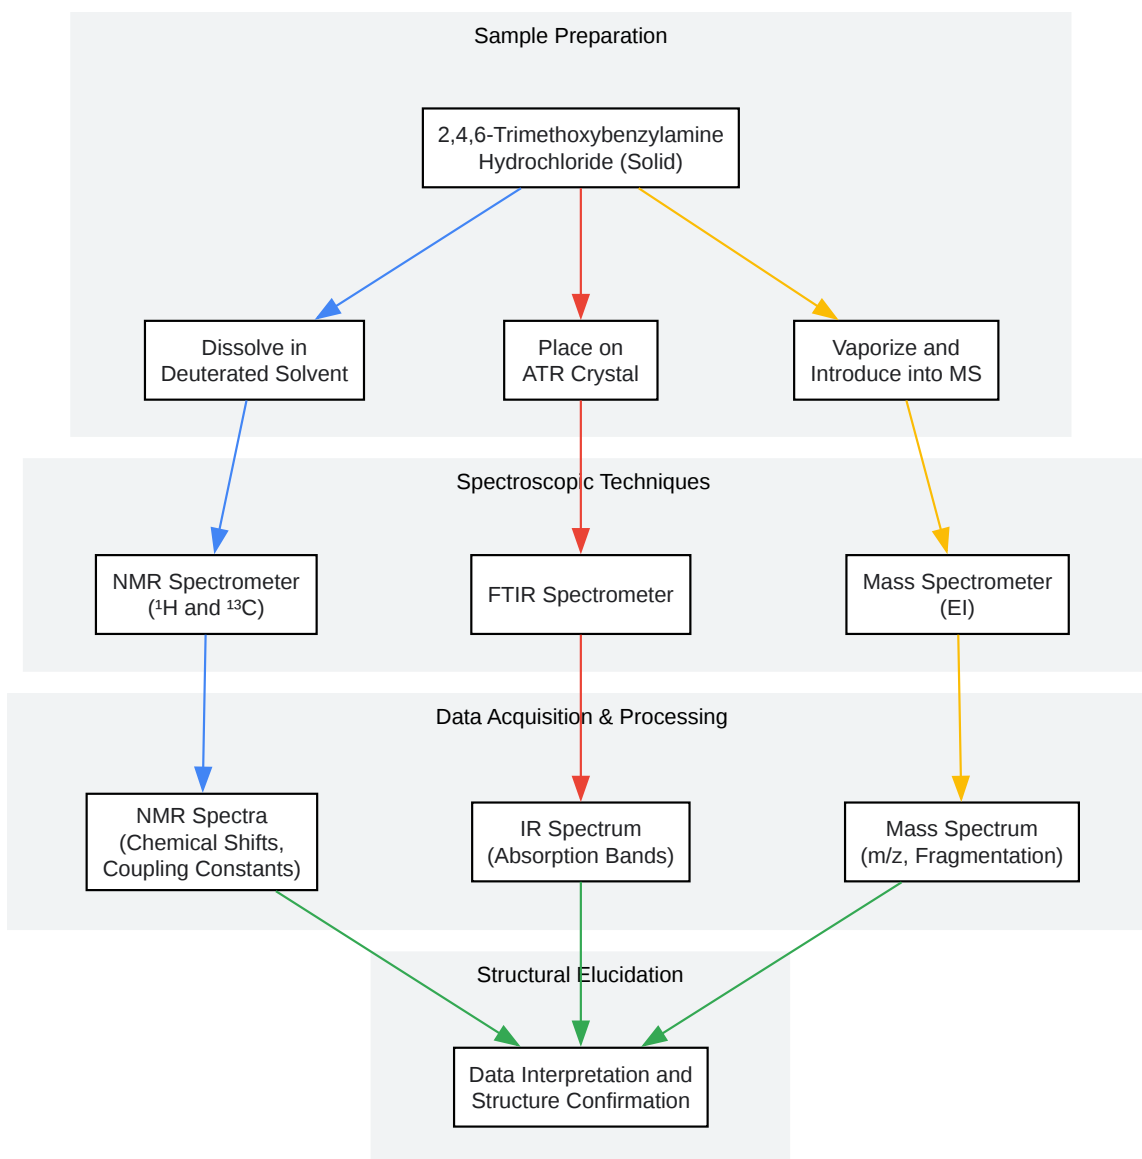 Sample Preparation
2,4,6-Trimethoxybenzylamine
Hydrochloride (Solid)
Dissolve in
Deuterated Solvent
Place on
ATR Crystal
Vaporize and
Introduce into MS
Spectroscopic Techniques
NMR Spectrometer
(¹H and ¹³C)
FTIR Spectrometer
Mass Spectrometer
(EI)
Data Acquisition & Processing
NMR Spectra
(Chemical Shifts,
Coupling Constants)
IR Spectrum
(Absorption Bands)
Mass Spectrum
(m/z, Fragmentation)
Structural Elucidation
Data Interpretation and
Structure Confirmation